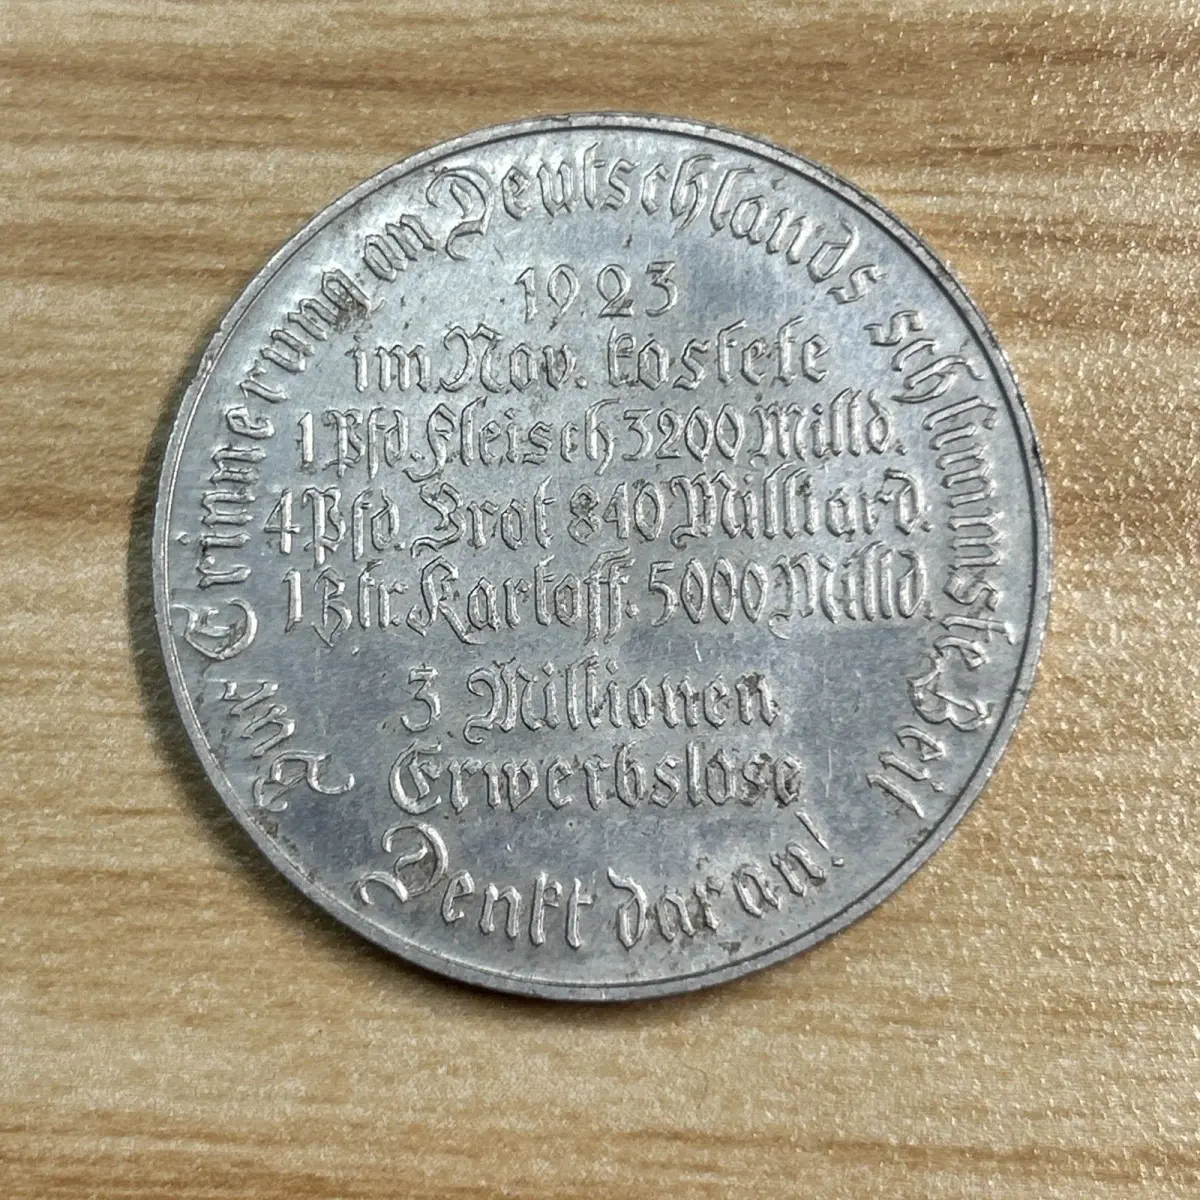 Zur Erinnerung an Deutschlands schlimmste Zeit
1923
im Nov. kostete
1 Pfd. Fleisch 3200 Milld.
4 Pfd. Brot 840 Milliard.
1 Ztr. Kartoff. 5000 Milld.
3 Millionen
Erwerbslose
Denkt daran!